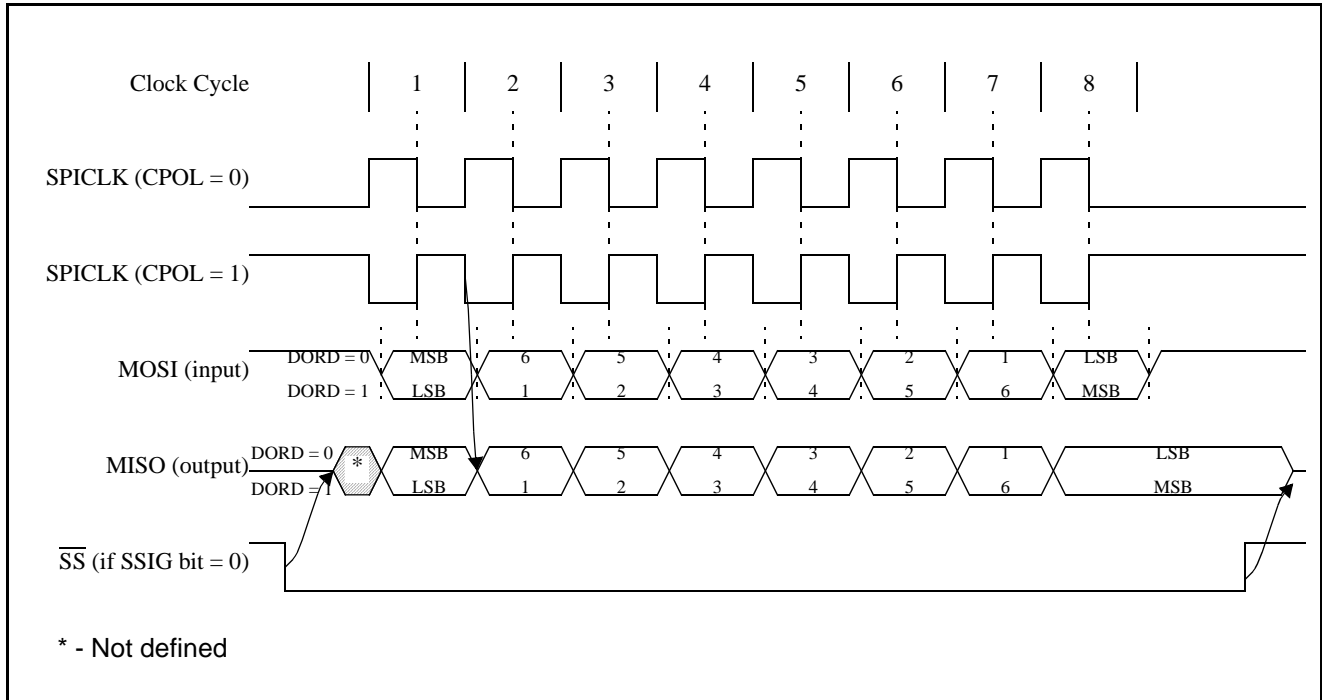 Clock Cycle 1 2 3 4 5 6 7 8
SPICLK (CPOL = 0)
SPICLK (CPOL = 1)
MOSI (input)
DORD = 0 MSB 6 5 4 3 2 1 LSB
DORD = 1 LSB 1 2 3 4 5 6 MSB
MISO (output)
DORD = 0 * MSB 6 5 4 3 2 1 LSB
DORD = 1 LSB 1 2 3 4 5 6 MSB
SS (if SSIG bit = 0)
* - Not defined